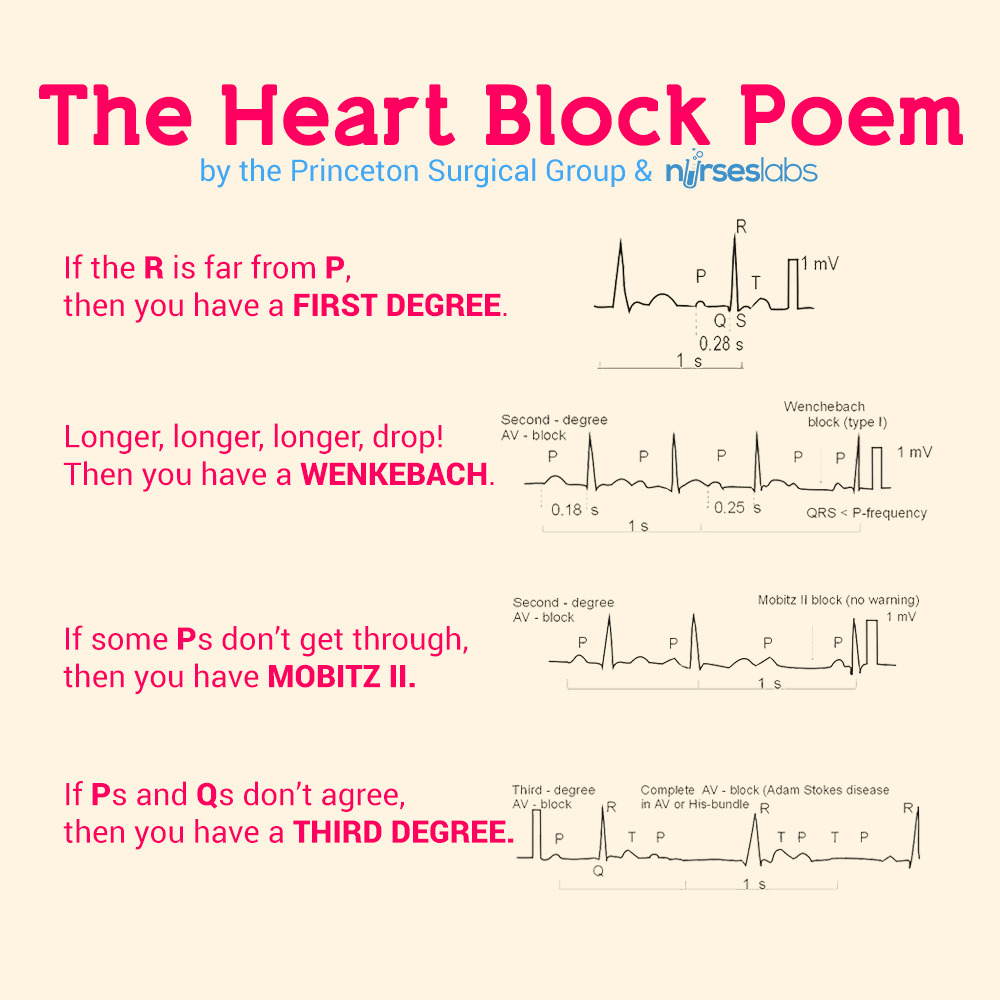 The Heart Block Poem
by the Princeton Surgical Group & nurseslabs
If the R is far from P,
then you have a FIRST DEGREE.
R
P
T
1 mV
Q S
0.28 s
1 s
Longer, longer, longer, drop!
Then you have a WENKEBACH.
Second - degree
AV - block
Wenchebach
block (type I)
P P P P P
1 mV
0.18 s
0.25 s
QRS < P-frequency
1 s
If some Ps don't get through,
then you have MOBITZ II.
Second - degree
AV - block
Mobitz II block (no warning)
1 mV
P P P P
1 s
If Ps and Qs don't agree,
then you have a THIRD DEGREE.
Third - degree
AV - block
Complete AV - block (Adam Stokes disease
in AV or His-bundle
R R R
P T P T P T P
Q
1 s